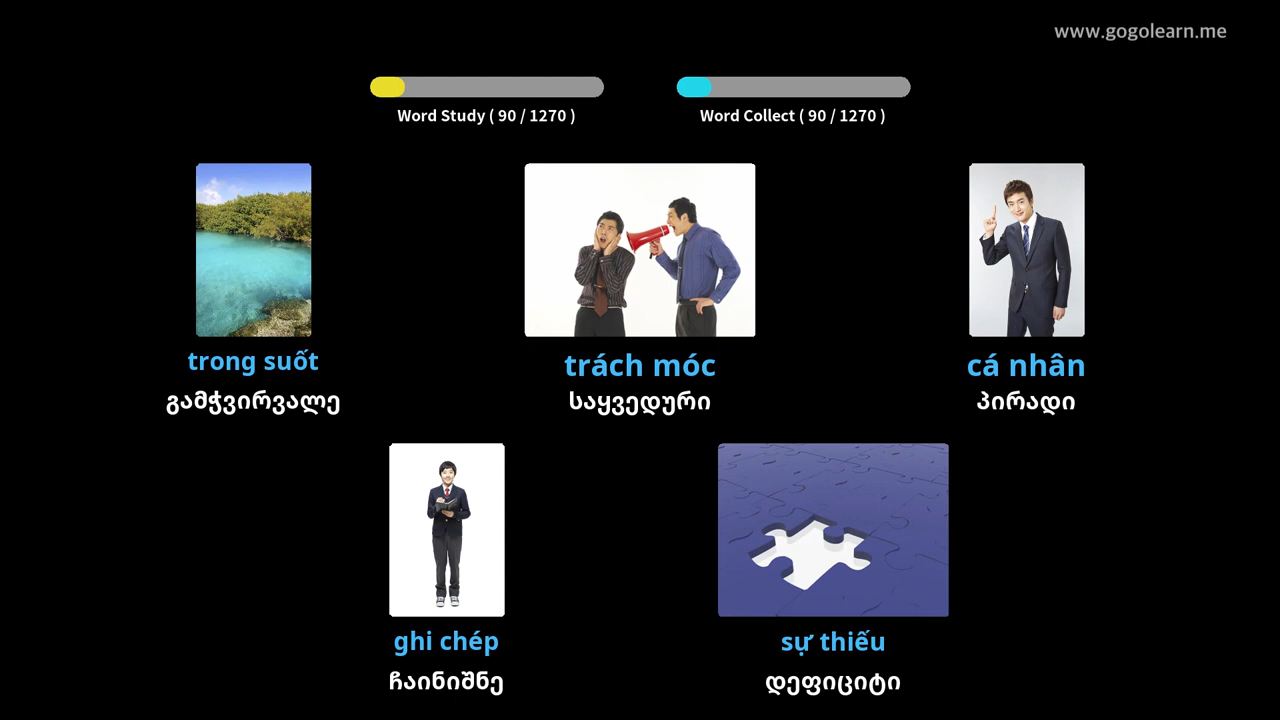 www.gogolearn.me
Word Study ( 90 / 1270 )
Word Collect ( 90 / 1270 )
trong suốt
გამჭვირვალე
trách móc
საყვედური
cá nhân
პირადი
ghi chép
ჩაინიშნე
sự thiếu
დეფიციტი